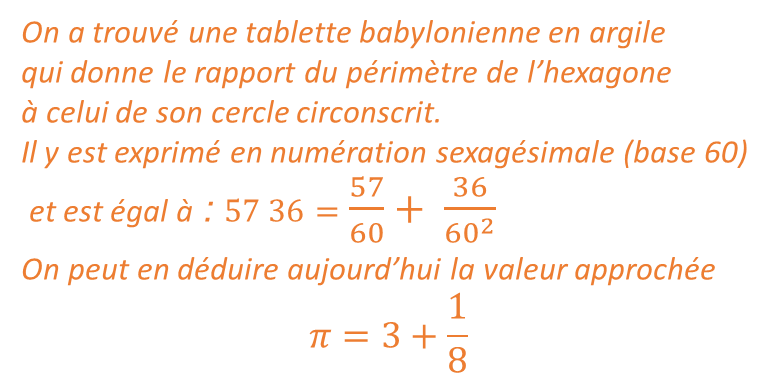 On a trouvé une tablette babylonienne en argile
qui donne le rapport du périmètre de l’hexagone
à celui de son cercle circonscrit.
Il y est exprimé en numération sexagésimale (base 60)
et est égal à : 57 36 = 57/60 + 36/60²
On peut en déduire aujourd’hui la valeur approchée
π = 3 + 1/8